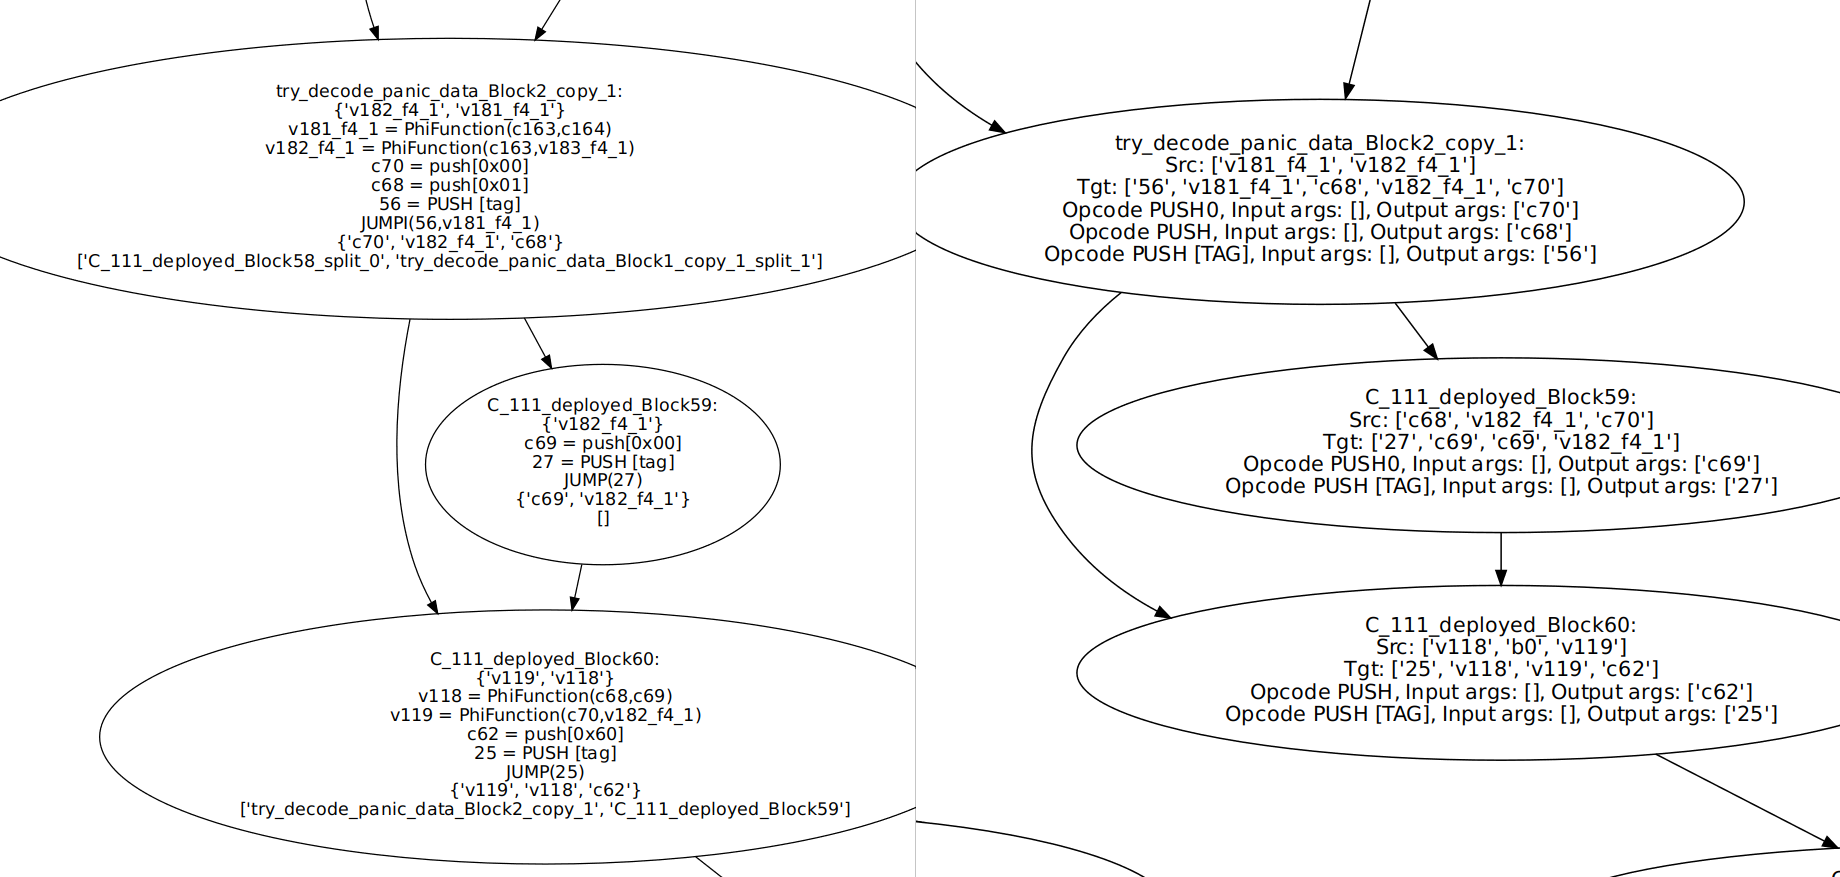 try_decode_panic_data_Block2_copy_1:
{'v182_f4_1', 'v181_f4_1'}
v181_f4_1 = PhiFunction(c163,c164)
v182_f4_1 = PhiFunction(c163,v183_f4_1)
c70 = push[0x00]
c68 = push[0x01]
56 = PUSH [tag]
JUMPI(56,v181_f4_1)
{'c70', 'v182_f4_1', 'c68'}
['C_111_deployed_Block58_split_0', 'try_decode_panic_data_Block1_copy_1_split_1']
C_111_deployed_Block59:
{'v182_f4_1'}
c69 = push[0x00]
27 = PUSH [tag]
JUMP(27)
{'c69', 'v182_f4_1'}
[]
C_111_deployed_Block60:
{'v119', 'v118'}
v118 = PhiFunction(c68,c69)
v119 = PhiFunction(c70,v182_f4_1)
c62 = push[0x60]
25 = PUSH [tag]
JUMP(25)
{'v119', 'v118', 'c62'}
['try_decode_panic_data_Block2_copy_1', 'C_111_deployed_Block59']
try_decode_panic_data_Block2_copy_1:
Src: ['v181_f4_1', 'v182_f4_1']
Tgt: ['56', 'v181_f4_1', 'c68', 'v182_f4_1', 'c70']
Opcode PUSH0, Input args: [], Output args: ['c70']
Opcode PUSH, Input args: [], Output args: ['c68']
Opcode PUSH [TAG], Input args: [], Output args: ['56']
C_111_deployed_Block59:
Src: ['c68', 'v182_f4_1', 'c70']
Tgt: ['27', 'c69', 'c69', 'v182_f4_1']
Opcode PUSH0, Input args: [], Output args: ['c69']
Opcode PUSH [TAG], Input args: [], Output args: ['27']
C_111_deployed_Block60:
Src: ['v118', 'b0', 'v119']
Tgt: ['25', 'v118', 'v119', 'c62']
Opcode PUSH, Input args: [], Output args: ['c62']
Opcode PUSH [TAG], Input args: [], Output args: ['25']